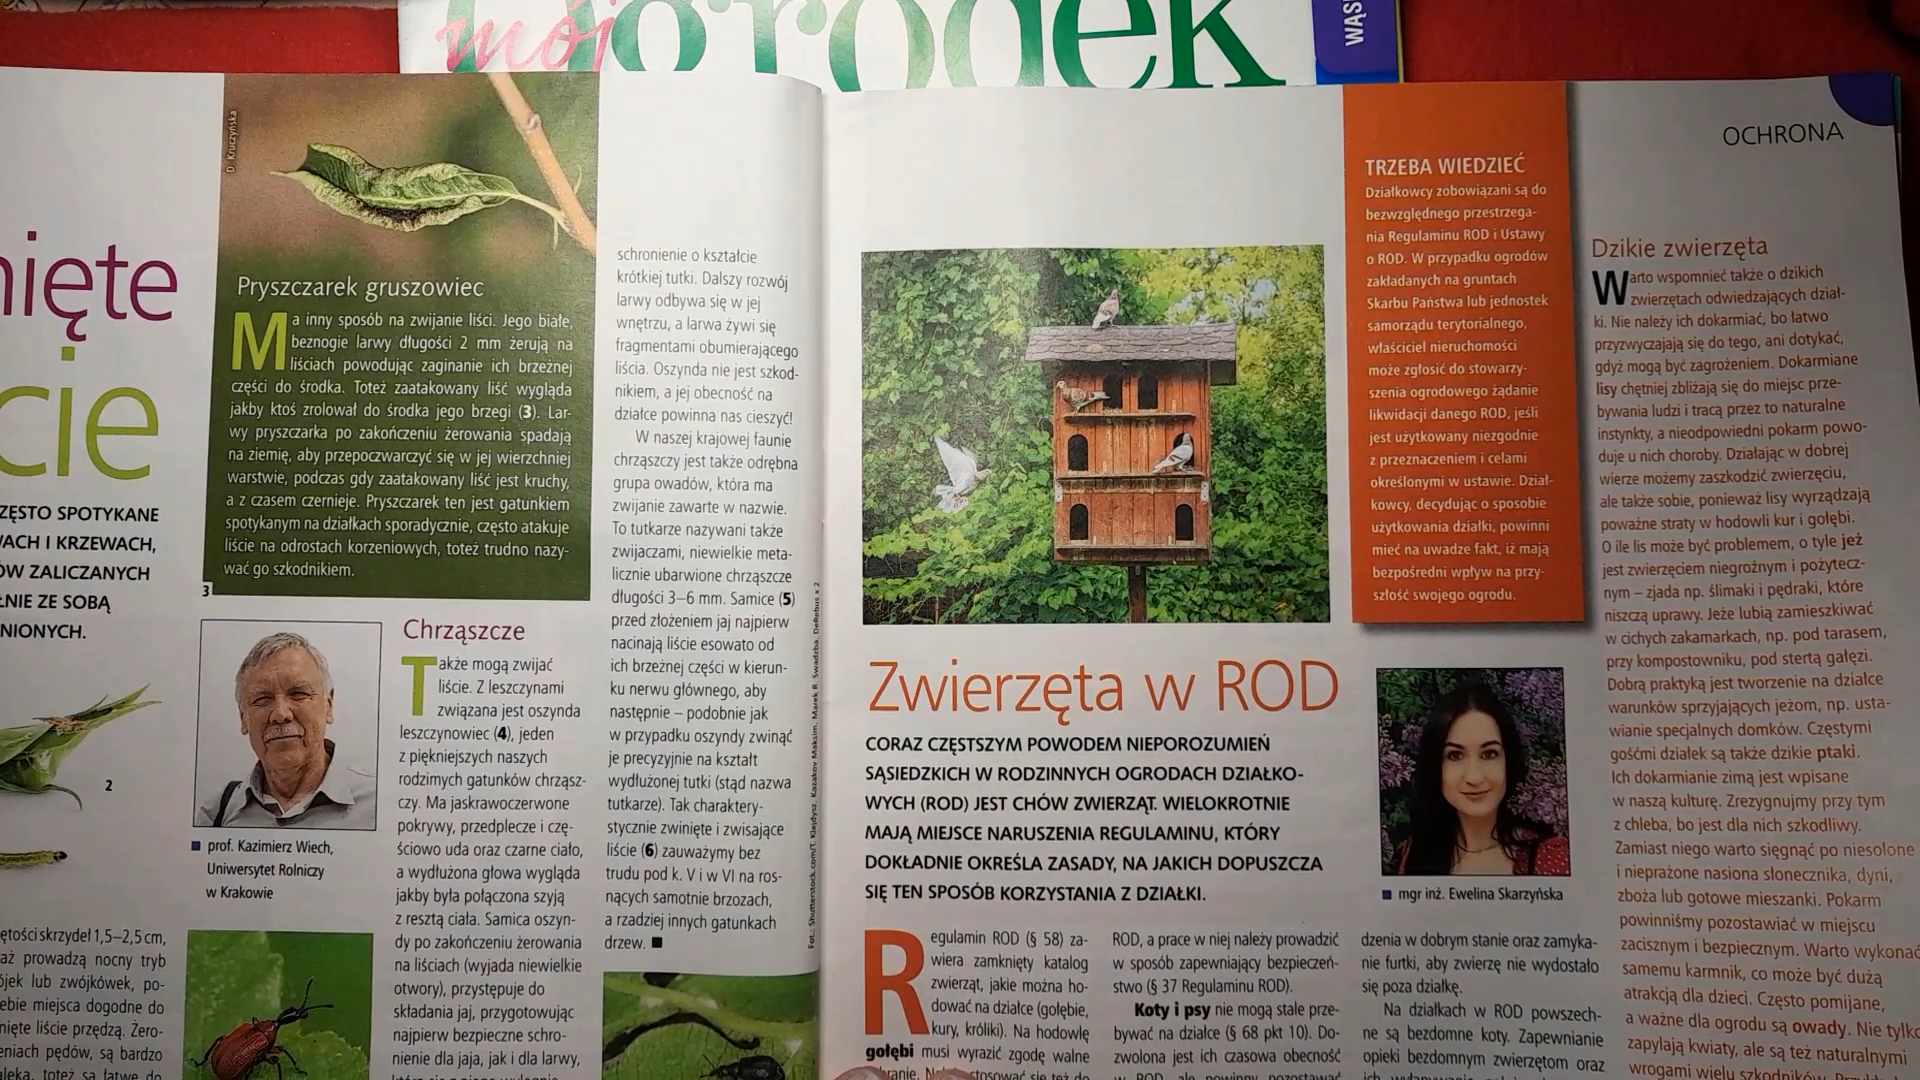 mój
Ogródek
WĄS
nięte
cie
ZĘSTO SPOTYKANE
WACH I KRZEWACH,
ÓW ZALICZANYCH
LNIE ZE SOBĄ
NIONYCH.
2
D. Kruczyńska
Pryszczarek gruszowiec
Ma inny sposób na zwijanie liści. Jego białe,
beznogie larwy długości 2 mm żerują na
liściach powodując zaginanie ich brzeżnej
części do środka. Toteż zaatakowany liść wygląda
jakby ktoś zrolował do środka jego brzegi (3). Lar-
wy pryszczarka po zakończeniu żerowania spadają
na ziemię, aby przepoczwarczyć się w jej wierzchniej
warstwie, podczas gdy zaatakowany liść jest kruchy,
a z czasem czernieje. Pryszczarek ten jest gatunkiem
spotykanym na działkach sporadycznie, często atakuje
liście na odrostach korzeniowych, toteż trudno nazy-
wać go szkodnikiem.
3
prof. Kazimierz Wiech,
Uniwersytet Rolniczy
w Krakowie
ętości skrzydeł 1,5–2,5 cm,
aż prowadzą nocny tryb
ójek lub zwójkówek, po-
ebie miejsca dogodne do
nięte liście przędzą. Żero-
eniach pędów, są bardzo
aleka, toteż są łatwe do
Chrząszcze
Także mogą zwijać
liście. Z leszczynami
związana jest oszynda
leszczynowiec (4), jeden
z piękniejszych naszych
rodzimych gatunków chrząsz-
czy. Ma jaskrawoczerwone
pokrywy, przedplecze i czę-
ściowo uda oraz czarne ciało,
a wydłużona głowa wygląda
jakby była połączona szyją
z resztą ciała. Samica oszyn-
dy po zakończeniu żerowania
na liściach (wyjada niewielkie
otwory), przystępuje do
składania jaj, przygotowując
najpierw bezpieczne schro-
nienie dla jaja, jak i dla larwy,
schronienie o kształcie
krótkiej tutki. Dalszy rozwój
larwy odbywa się w jej
wnętrzu, a larwa żywi się
fragmentami obumierającego
liścia. Oszynda nie jest szkod-
nikiem, a jej obecność na
działce powinna nas cieszyć!
W naszej krajowej faunie
chrząszczy jest także odrębna
grupa owadów, która ma
zwijanie zawarte w nazwie.
To tutkarze nazywani także
zwijaczami, niewielkie meta-
licznie ubarwione chrząszcze
długości 3–6 mm. Samice (5)
przed złożeniem jaj najpierw
nacinają liście esowato od
ich brzeżnej części w kierun-
ku nerwu głównego, aby
następnie – podobnie jak
w przypadku oszyndy zwinąć
je precyzyjnie na kształt
wydłużonej tutki (stąd nazwa
tutkarze). Tak charaktery-
stycznie zwinięte i zwisające
liście (6) zauważymy bez
trudu pod k. V i w VI na ros-
nących samotnie brzozach,
a rzadziej innych gatunkach
drzew.
Fot.: Shutterstock.com/T. Klejdysz, Kazakov Maksim, Marek R. Swadzba, DeRebus x 2
Zwierzęta w ROD
CORAZ CZĘSTSZYM POWODEM NIEPOROZUMIEŃ
SĄSIEDZKICH W RODZINNYCH OGRODACH DZIAŁKO-
WYCH (ROD) JEST CHÓW ZWIERZĄT. WIELOKROTNIE
MAJĄ MIEJSCE NARUSZENIA REGULAMINU, KTÓRY
DOKŁADNIE OKREŚLA ZASADY, NA JAKICH DOPUSZCZA
SIĘ TEN SPOSÓB KORZYSTANIA Z DZIAŁKI.
Regulamin ROD (§ 58) za-
wiera zamknięty katalog
zwierząt, jakie można ho-
dować na działce (gołębie,
kury, króliki). Na hodowlę
gołębi musi wyrazić zgodę walne
ROD, a prace w niej należy prowadzić
w sposób zapewniający bezpieczeń-
stwo (§ 37 Regulaminu ROD).
Koty i psy nie mogą stale prze-
bywać na działce (§ 68 pkt 10). Do-
zwolona jest ich czasowa obecność
w ROD, ale powinny pozostawać
dzenia w dobrym stanie oraz zamyka-
nie furtki, aby zwierzę nie wydostało
się poza działkę.
Na działkach w ROD powszech-
ne są bezdomne koty. Zapewnianie
opieki bezdomnym zwierzętom oraz
TRZEBA WIEDZIEĆ
Działkowcy zobowiązani są do
bezwzględnego przestrzega-
nia Regulaminu ROD i Ustawy
o ROD. W przypadku ogrodów
zakładanych na gruntach
Skarbu Państwa lub jednostek
samorządu terytorialnego,
właściciel nieruchomości
może zgłosić do stowarzy-
szenia ogrodowego żądanie
likwidacji danego ROD, jeśli
jest użytkowany niezgodnie
z przeznaczeniem i celami
określonymi w ustawie. Dział-
kowcy, decydując o sposobie
użytkowania działki, powinni
mieć na uwadze fakt, iż mają
bezpośredni wpływ na przy-
szłość swojego ogrodu.
mgr inż. Ewelina Skarzyńska
OCHRONA
Dzikie zwierzęta
Warto wspomnieć także o dzikich
zwierzętach odwiedzających dział-
ki. Nie należy ich dokarmiać, bo łatwo
przyzwyczajają się do tego, ani dotykać,
gdyż mogą być zagrożeniem. Dokarmiane
lisy chętniej zbliżają się do miejsc prze-
bywania ludzi i tracą przez to naturalne
instynkty, a nieodpowiedni pokarm powo-
duje u nich choroby. Działając w dobrej
wierze możemy zaszkodzić zwierzęciu,
ale także sobie, ponieważ lisy wyrządzają
poważne straty w hodowli kur i gołębi.
O ile lis może być problemem, o tyle jeż
jest zwierzęciem niegroźnym i pożytecz-
nym – zjada np. ślimaki i pędraki, które
niszczą uprawy. Jeże lubią zamieszkiwać
w cichych zakamarkach, np. pod tarasem,
przy kompostowniku, pod stertą gałęzi.
Dobrą praktyką jest tworzenie na działce
warunków sprzyjających jeżom, np. usta-
wianie specjalnych domków. Częstymi
gośćmi działek są także dzikie ptaki.
Ich dokarmianie zimą jest wpisane
w naszą kulturę. Zrezygnujmy przy tym
z chleba, bo jest dla nich szkodliwy.
Zamiast niego warto sięgnąć po niesolone
i nieprażone nasiona słonecznika, dyni,
zboża lub gotowe mieszanki. Pokarm
powinniśmy pozostawiać w miejscu
zacisznym i bezpiecznym. Warto wykonać
samemu karmnik, co może być dużą
atrakcją dla dzieci. Często pomijane,
a ważne dla ogrodu są owady. Nie tylko
zapylają kwiaty, ale są też naturalnymi
wrogami wielu szkodników.